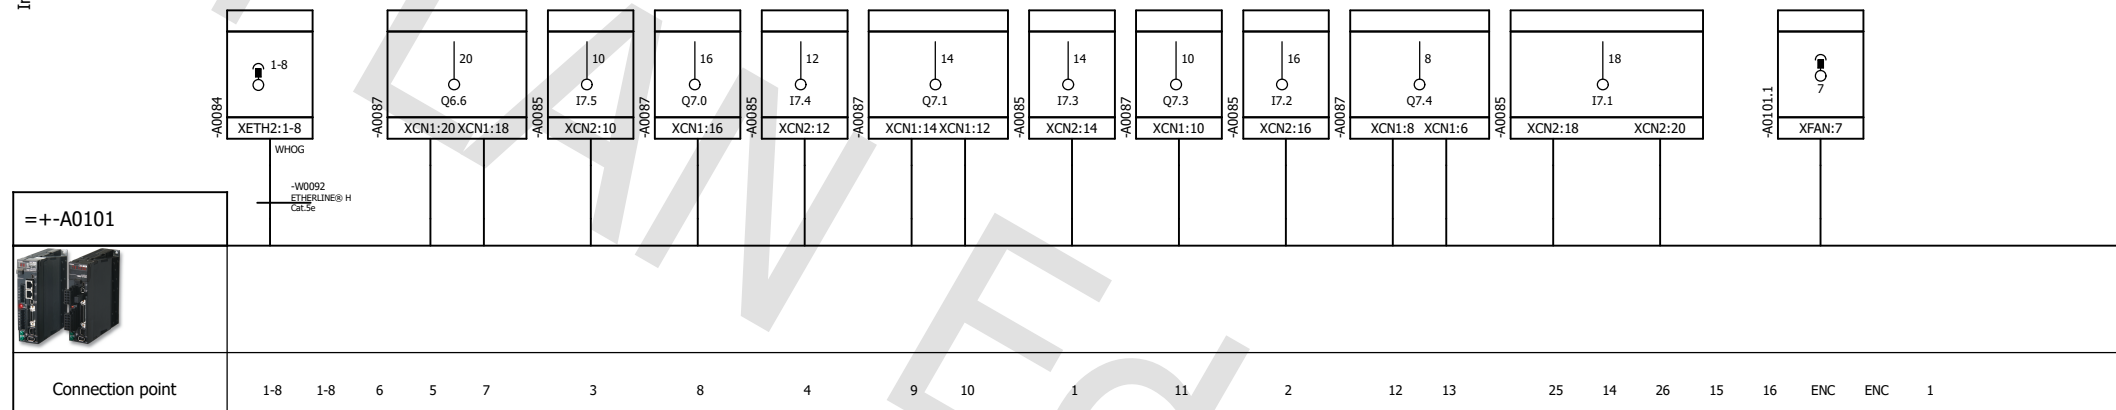 1-8
20
10
16
12
14
14
10
16
8
18
Q6.6
I7.5
Q7.0
I7.4
Q7.1
I7.3
Q7.3
I7.2
Q7.4
I7.1
7
-A0084
-A0087
-A0085
-A0087
-A0085
-A0087
-A0085
-A0087
-A0085
-A0087
-A0085
-A0101.1
XETH2:1-8
XCN1:20 XCN1:18
XCN2:10
XCN1:16
XCN2:12
XCN1:14 XCN1:12
XCN2:14
XCN1:10
XCN2:16
XCN1:8 XCN1:6
XCN2:18 XCN2:20
XFAN:7
WHOG
-W0092
ETHERLINE® H
Cat.5e
=+-A0101
Connection point 1-8 1-8 6 5 7 3 8 4 9 10 1 11 2 12 13 25 14 26 15 16 ENC ENC 1